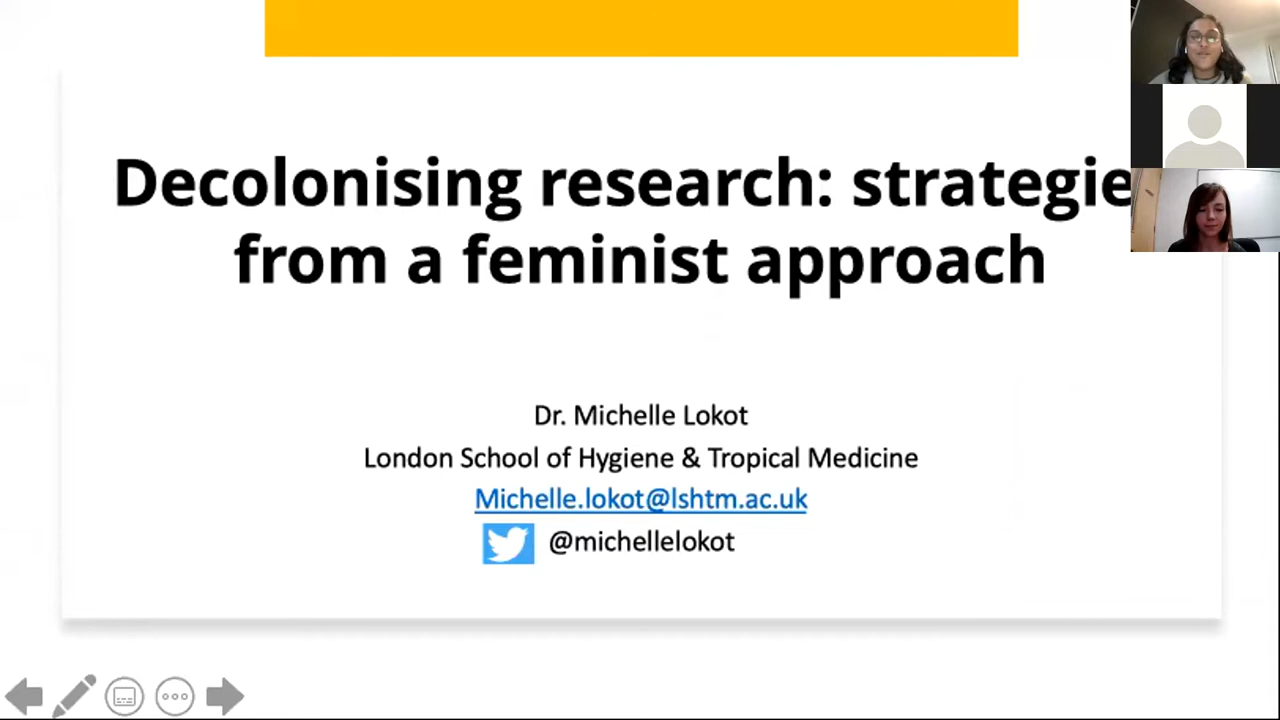 Decolonising research: strategie
from a feminist approach
Dr. Michelle Lokot
London School of Hygiene & Tropical Medicine
Michelle.lokot@lshtm.ac.uk
@michellelokot